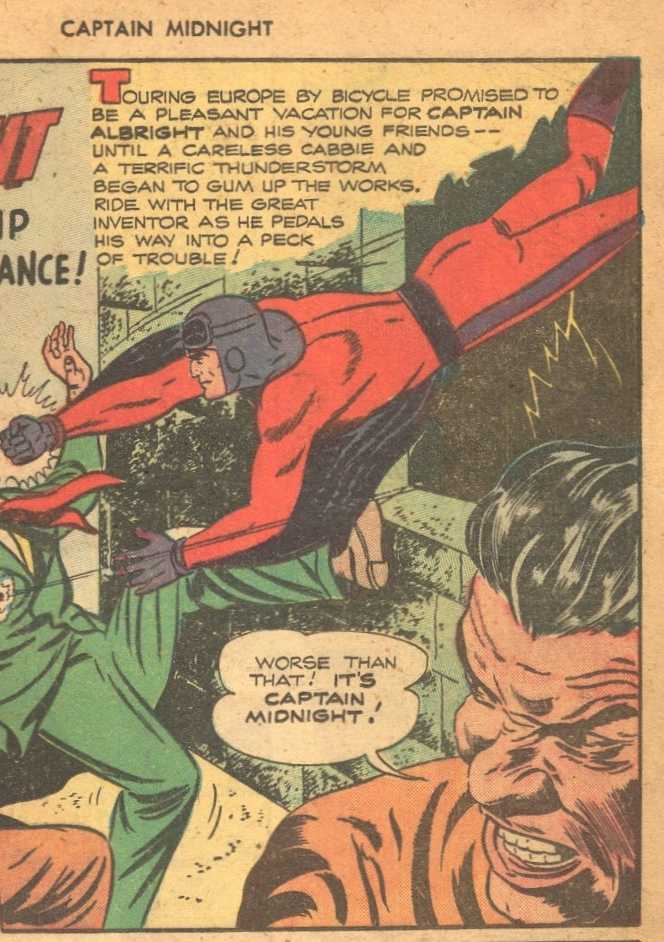 CAPTAIN MIDNIGHT
TOURING EUROPE BY BICYCLE PROMISED TO
BE A PLEASANT VACATION FOR CAPTAIN
ALBRIGHT AND HIS YOUNG FRIENDS--
UNTIL A CARELESS CABBIE AND
A TERRIFIC THUNDERSTORM
BEGAN TO GUM UP THE WORKS.
RIDE WITH THE GREAT
INVENTOR AS HE PEDALS
HIS WAY INTO A PECK
OF TROUBLE!
ANCE!
WORSE THAN
THAT! IT'S
CAPTAIN
MIDNIGHT!